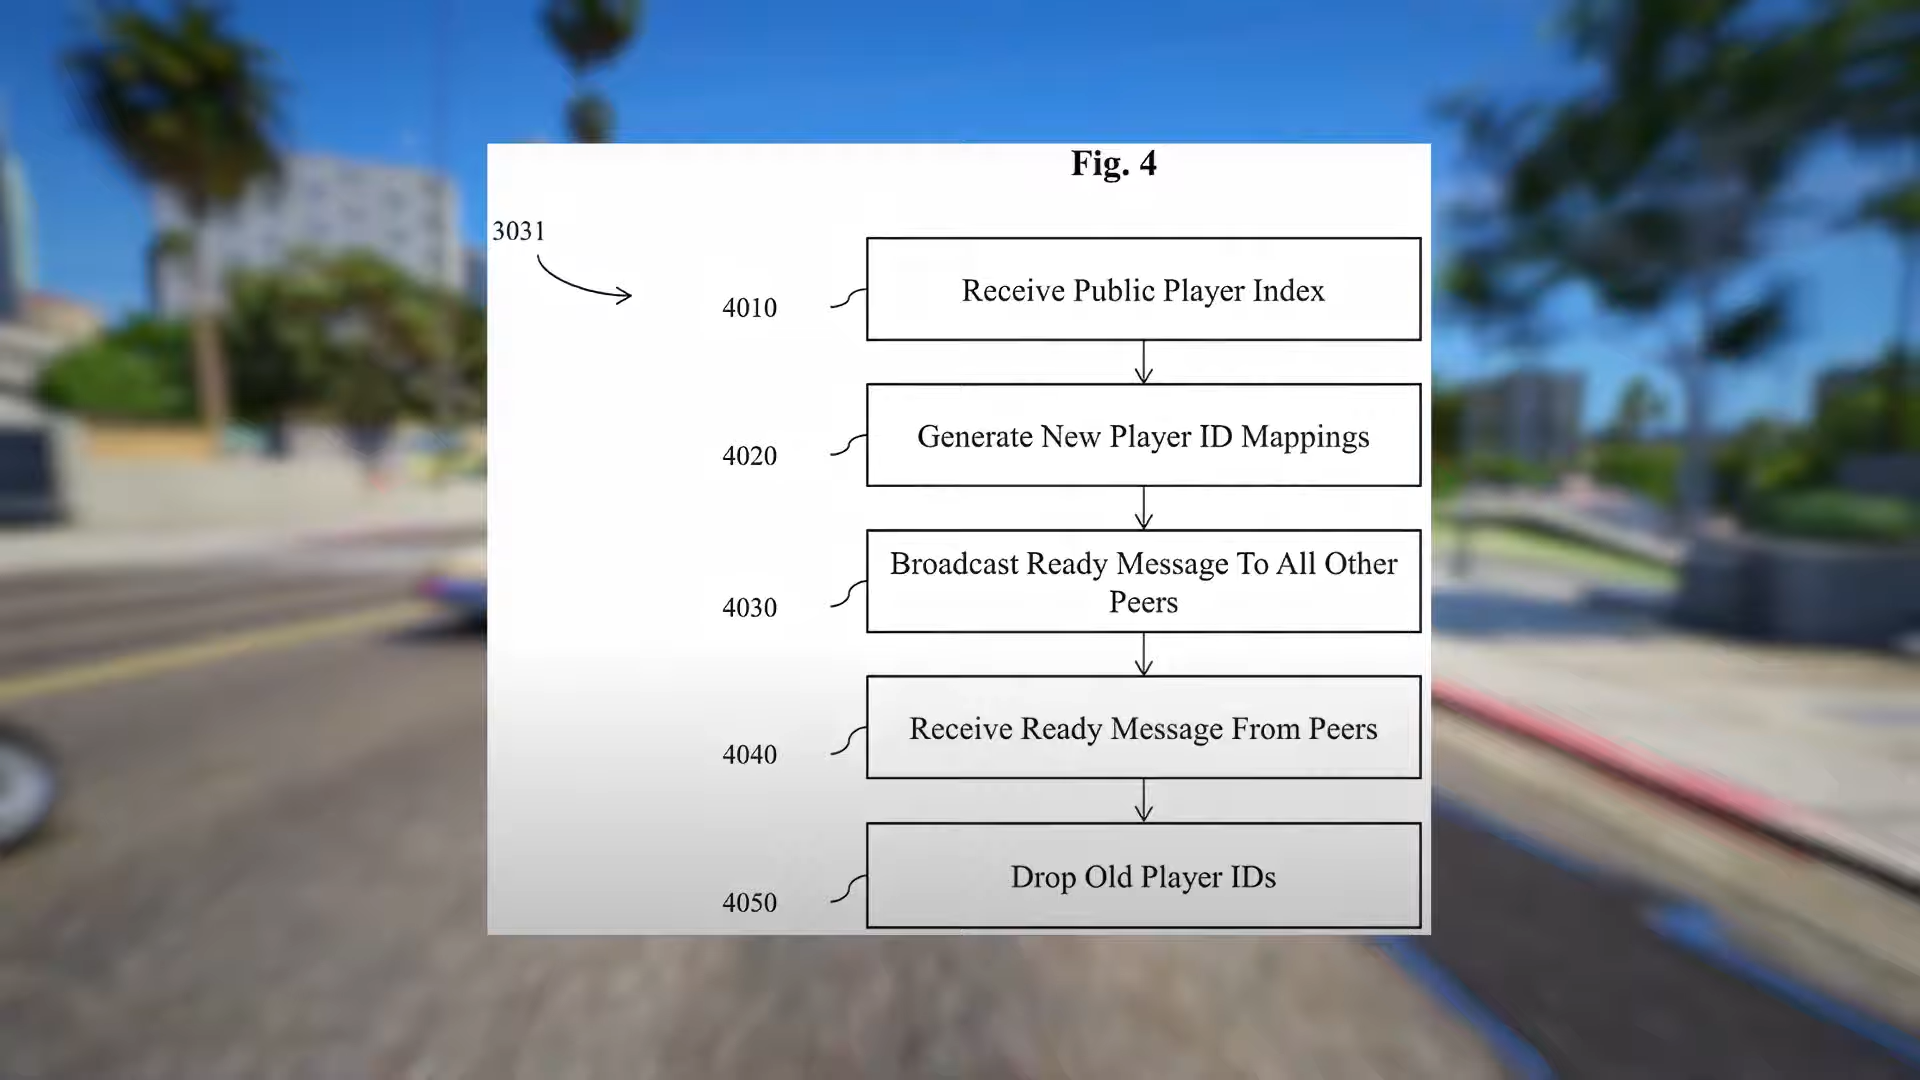 Fig. 4
3031
4010
Receive Public Player Index
4020
Generate New Player ID Mappings
4030
Broadcast Ready Message To All Other
Peers
4040
Receive Ready Message From Peers
4050
Drop Old Player IDs